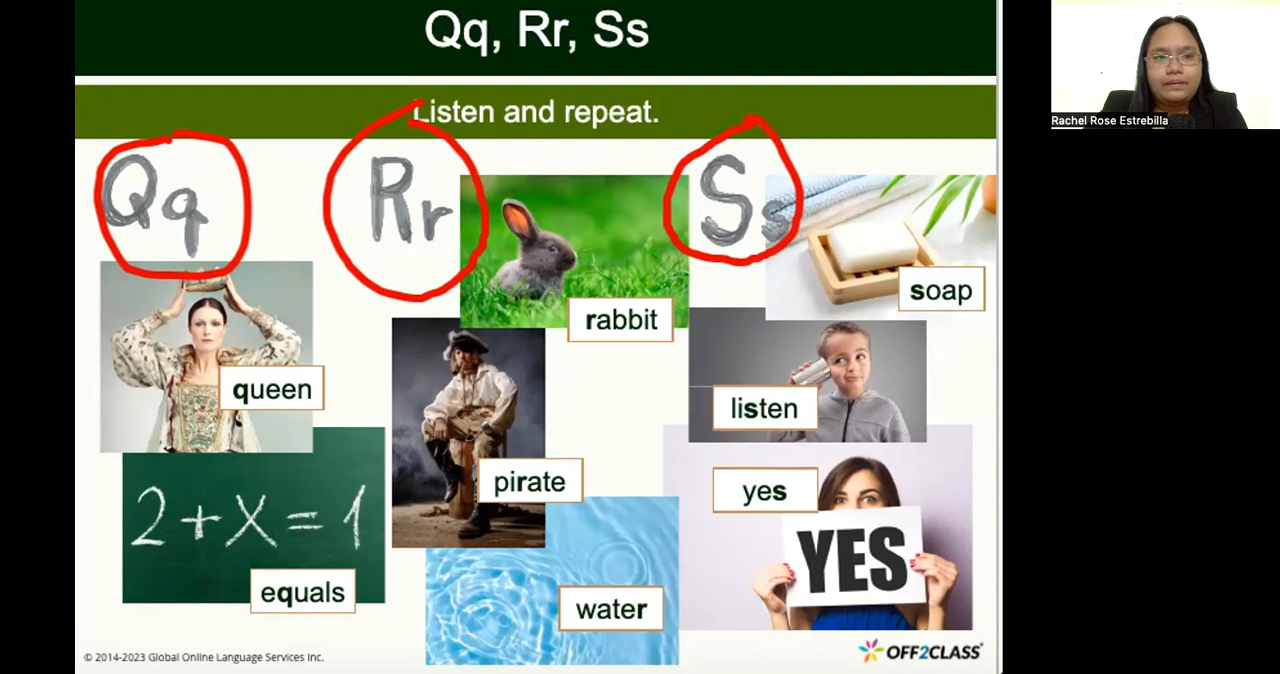 Qq, Rr, Ss
Listen and repeat.
Qq
Rr
Ss
rabbit
soap
queen
listen
pirate
yes
YES
2+X=1
equals
water
© 2014-2023 Global Online Language Services Inc.
OFF2CLASS
Rachel Rose Estrebilla